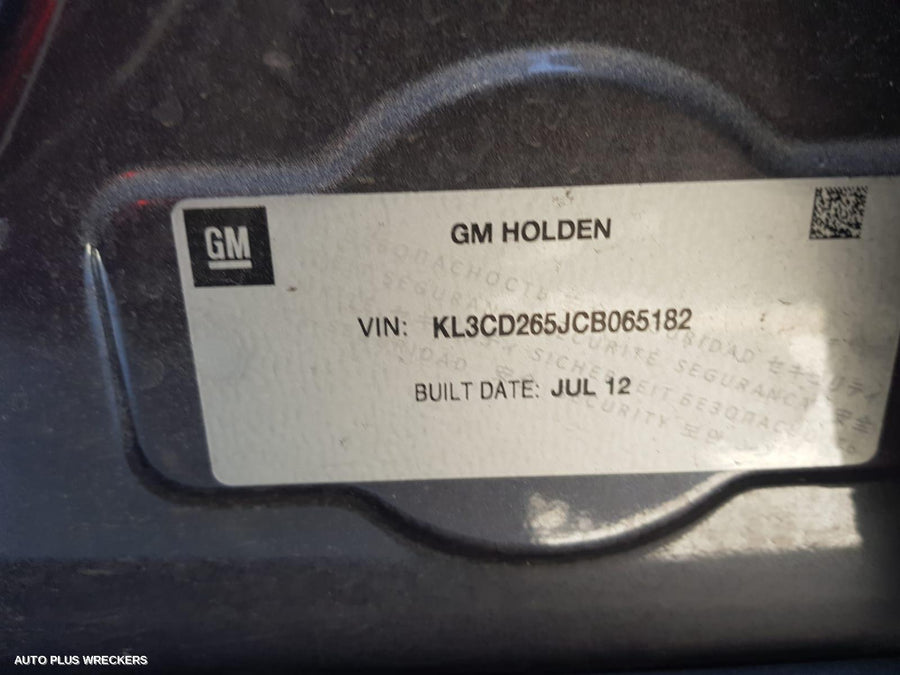 GM
GM HOLDEN
VIN: KL3CD265JCB065182
BUILT DATE: JUL 12
AUTO PLUS WRECKERS